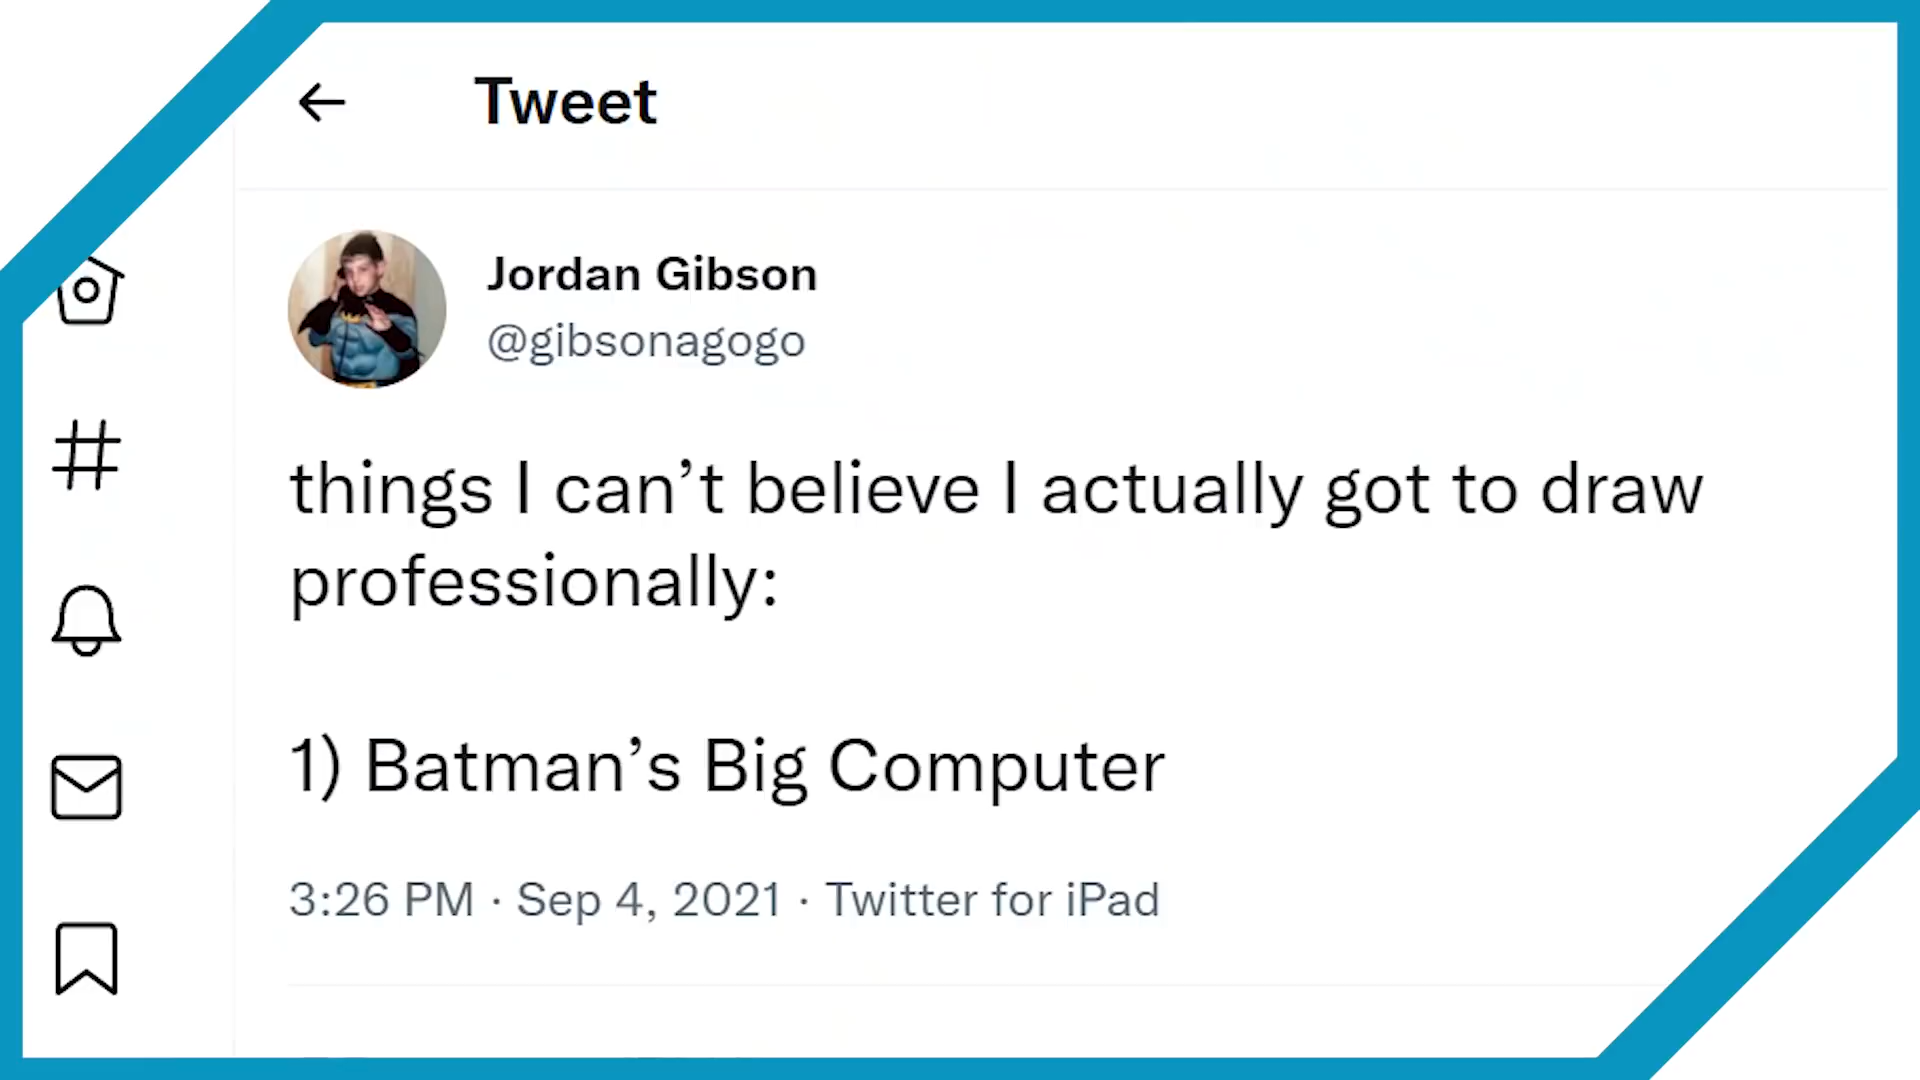 Tweet
Jordan Gibson
@gibsonagogo
things I can’t believe I actually got to draw
professionally:
1) Batman’s Big Computer
3:26 PM · Sep 4, 2021 · Twitter for iPad